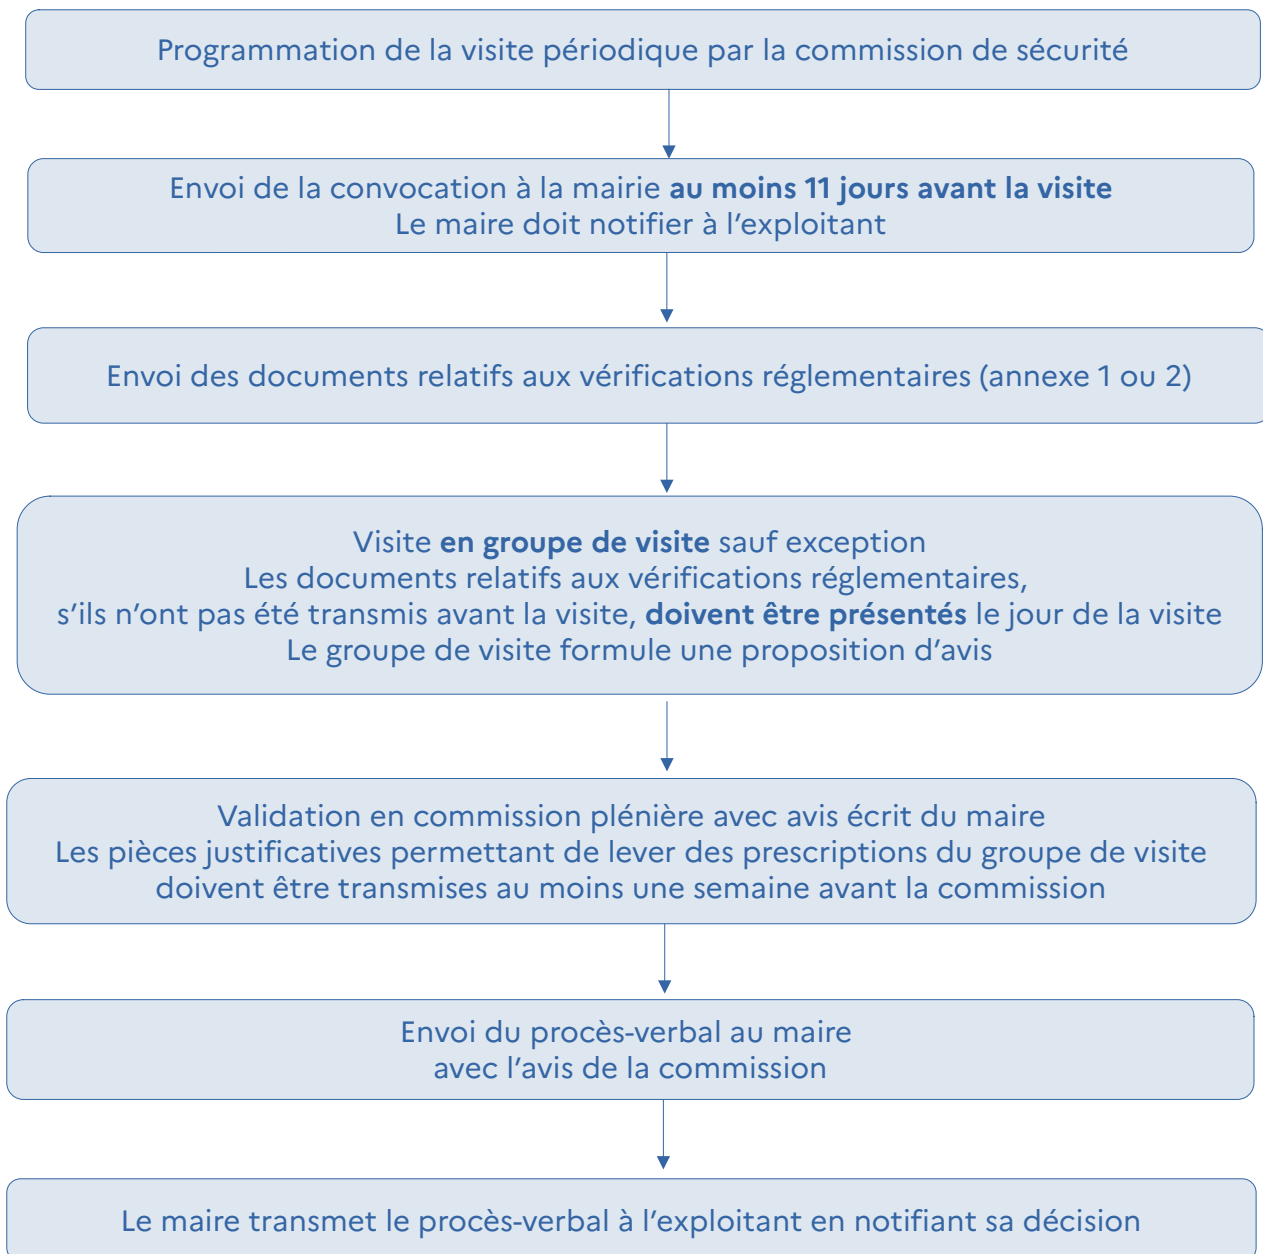 Programmation de la visite périodique par la commission de sécurité
Envoi de la convocation à la mairie au moins 11 jours avant la visite
Le maire doit notifier à l’exploitant
Envoi des documents relatifs aux vérifications réglementaires (annexe 1 ou 2)
Visite en groupe de visite sauf exception
Les documents relatifs aux vérifications réglementaires,
s’ils n’ont pas été transmis avant la visite, doivent être présentés le jour de la visite
Le groupe de visite formule une proposition d’avis
Validation en commission plénière avec avis écrit du maire
Les pièces justificatives permettant de lever des prescriptions du groupe de visite
doivent être transmises au moins une semaine avant la commission
Envoi du procès-verbal au maire
avec l’avis de la commission
Le maire transmet le procès-verbal à l’exploitant en notifiant sa décision